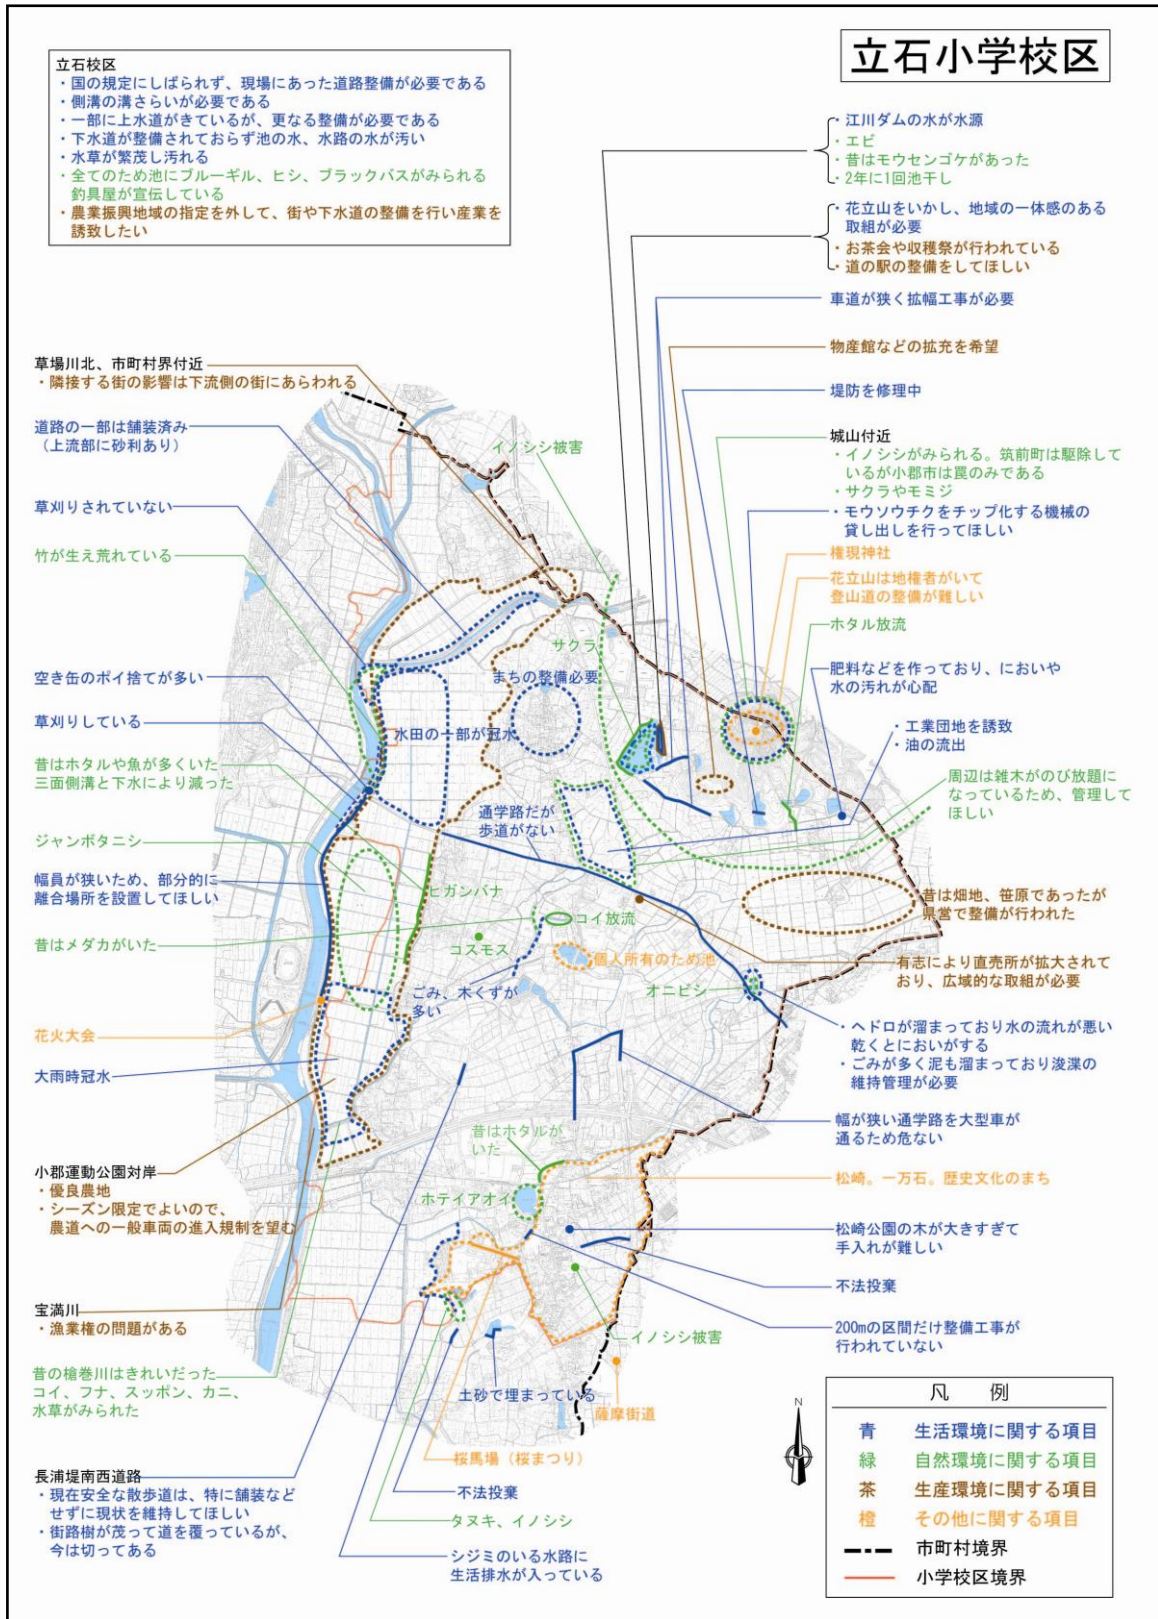 立石小学校区
立石校区
・国の規定にしばられず、現場にあった道路整備が必要である
・側溝の溝さらいが必要である
・一部に上水道がきているが、更なる整備が必要である
・下水道が整備されておらず池の水、水路の水が汚い
・水草が繁茂し汚れる
・全てのため池にブルーギル、ヒシ、ブラックバスがみられる
釣具屋が宣伝している
・農業振興地域の指定を外して、街や下水道の整備を行い産業を
誘致したい
・江川ダムの水が水源
・エビ
・昔はモウセンゴケがあった
・2年に1回池干し
・花立山をいかし、地域の一体感のある
取組が必要
・お茶会や収穫祭が行われている
・道の駅の整備をしてほしい
車道が狭く拡幅工事が必要
物産館などの拡充を希望
堤防を修理中
城山付近
・イノシシがみられる。筑前町は駆除して
いるが小郡市は罠のみである
・サクラやモミジ
・モウソウチクをチップ化する機械の
貸し出しを行ってほしい
権現神社
花立山は地権者がいて
登山道の整備が難しい
ホタル放流
肥料などを作っており、においや
水の汚れが心配
・工業団地を誘致
・油の流出
周辺は雑木がのび放題に
なっているため、管理して
ほしい
草場川北、市町村界付近
・隣接する街の影響は下流側の街にあらわれる
道路の一部は舗装済み
（上流部に砂利あり）
草刈りされていない
竹が生え荒れている
空き缶のポイ捨てが多い
草刈りしている
昔はホタルや魚が多くいた
三面側溝と下水により減った
ジャンボタニシ
幅員が狭いため、部分的に
離合場所を設置してほしい
昔はメダカがいた
花火大会
大雨時冠水
小郡運動公園対岸
・優良農地
・シーズン限定でよいので、
農道への一般車両の進入規制を望む
宝満川
・漁業権の問題がある
昔の槍巻川はきれいだった
コイ、フナ、スッポン、カニ、
水草がみられた
長浦堤南西道路
・現在安全な散歩道は、特に舗装など
せずに現状を維持してほしい
・街路樹が茂って道を覆っているが、
今は切ってある
イノシシ被害
サクラ
まちの整備必要
水田の一部が冠水
通学路だが
歩道がない
ヒガンバナ
コイ放流
コスモス
個人所有のため池
ごみ、木くずが
多い
オニビシ
昔は畑地、笹原であったが
県営で整備が行われた
有志により直売所が拡大されて
おり、広域的な取組が必要
・ヘドロが溜まっており水の流れが悪い
乾くとにおいがする
・ごみが多く泥も溜まっており浚渫の
維持管理が必要
幅が狭い通学路を大型車が
通るため危ない
昔はホタルが
いた
ホテイアオイ
松崎。一万石。歴史文化のまち
松崎公園の木が大きすぎて
手入れが難しい
不法投棄
200mの区間だけ整備工事が
行われていない
イノシシ被害
土砂で埋まっている
薩摩街道
桜馬場（桜まつり）
不法投棄
タヌキ、イノシシ
シジミのいる水路に
生活排水が入っている
N
凡 例
青 生活環境に関する項目
緑 自然環境に関する項目
茶 生産環境に関する項目
橙 その他に関する項目
市町村境界
小学校区境界